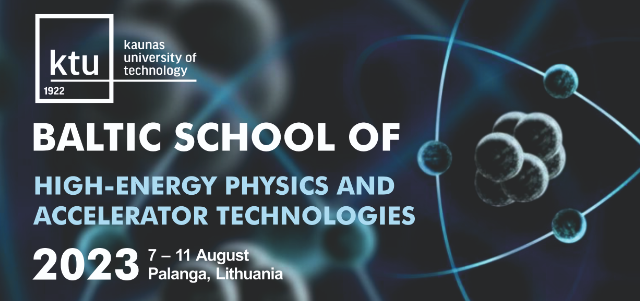 ktu
1922
kaunas
university of
technology
BALTIC SCHOOL OF
HIGH-ENERGY PHYSICS AND
ACCELERATOR TECHNOLOGIES
2023
7 – 11 August
Palanga, Lithuania